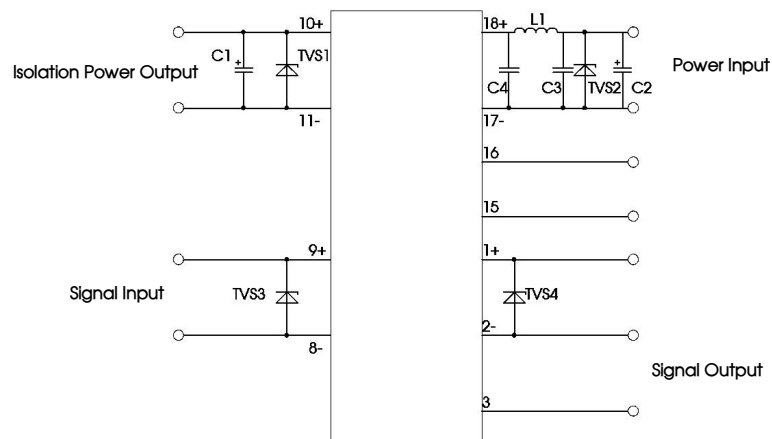 10+
18+
L1
C1
TVS1
Isolation Power Output
Power Input
C4
C3
TVS2
C2
11-
17-
16
15
9+
1+
Signal Input
TVS3
TVS4
8-
2-
Signal Output
3